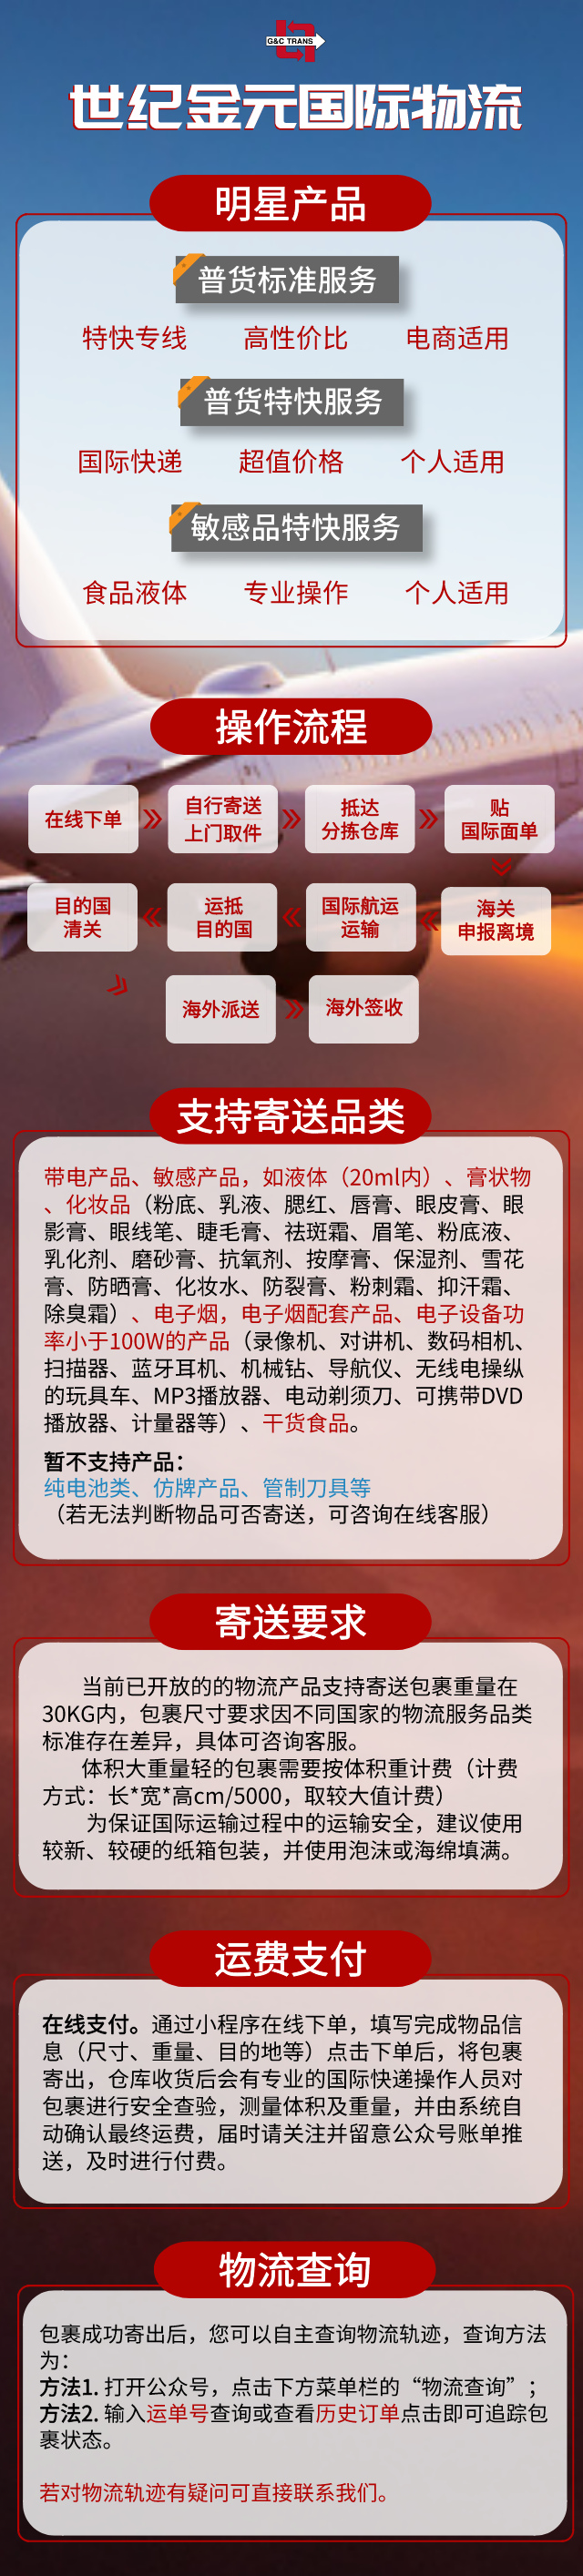 G&C TRANS
世纪金元国际物流
明星产品
普货标准服务
特快专线 高性价比 电商适用
普货特快服务
国际快递 超值价格 个人适用
敏感品特快服务
食品液体 专业操作 个人适用
操作流程
在线下单
自行寄送
上门取件
抵达
分拣仓库
贴
国际面单
目的国
清关
运抵
目的国
国际航运
运输
海关
申报离境
海外派送
海外签收
支持寄送品类
带电产品、敏感产品，如液体（20ml内）、膏状物
、化妆品（粉底、乳液、腮红、唇膏、眼皮膏、眼
影膏、眼线笔、睫毛膏、祛斑霜、眉笔、粉底液、
乳化剂、磨砂膏、抗氧剂、按摩膏、保湿剂、雪花
膏、防晒膏、化妆水、防裂膏、粉刺霜、抑汗霜、
除臭霜）、电子烟，电子烟配套产品、电子设备功
率小于100W的产品（录像机、对讲机、数码相机、
扫描器、蓝牙耳机、机械钻、导航仪、无线电操纵
的玩具车、MP3播放器、电动剃须刀、可携带DVD
播放器、计量器等）、干货食品。
暂不支持产品：
纯电池类、仿牌产品、管制刀具等
（若无法判断物品可否寄送，可咨询在线客服）
寄送要求
当前已开放的的物流产品支持寄送包裹重量在
30KG内，包裹尺寸要求因不同国家的物流服务品类
标准存在差异，具体可咨询客服。
体积大重量轻的包裹需要按体积重计费（计费
方式：长*宽*高cm/5000，取较大值计费）
为保证国际运输过程中的运输安全，建议使用
较新、较硬的纸箱包装，并使用泡沫或海绵填满。
运费支付
在线支付。通过小程序在线下单，填写完成物品信
息（尺寸、重量、目的地等）点击下单后，将包裹
寄出，仓库收货后会有专业的国际快递操作人员对
包裹进行安全查验，测量体积及重量，并由系统自
动确认最终运费，届时请关注并留意公众号账单推
送，及时进行付费。
物流查询
包裹成功寄出后，您可以自主查询物流轨迹，查询方法
为：
方法1. 打开公众号，点击下方菜单栏的“物流查询”；
方法2. 输入运单号查询或查看历史订单点击即可追踪包
裹状态。
若对物流轨迹有疑问可直接联系我们。